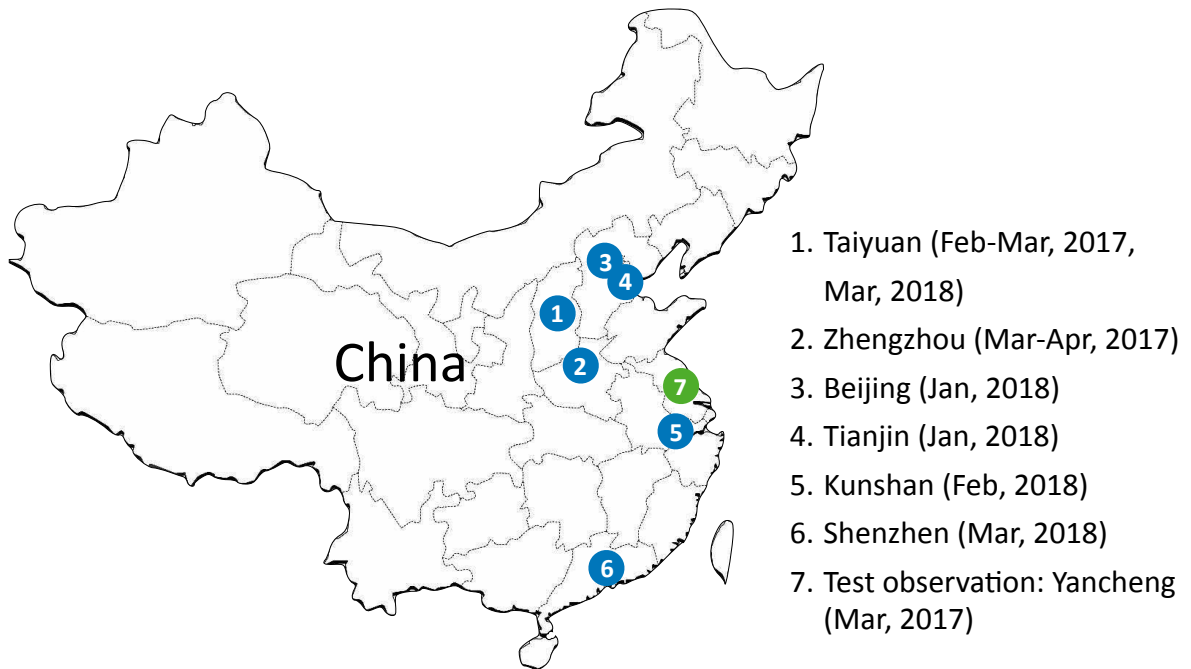 China
1
2
3
4
5
6
7
1. Taiyuan (Feb-Mar, 2017,
Mar, 2018)
2. Zhengzhou (Mar-Apr, 2017)
3. Beijing (Jan, 2018)
4. Tianjin (Jan, 2018)
5. Kunshan (Feb, 2018)
6. Shenzhen (Mar, 2018)
7. Test observation: Yancheng
(Mar, 2017)